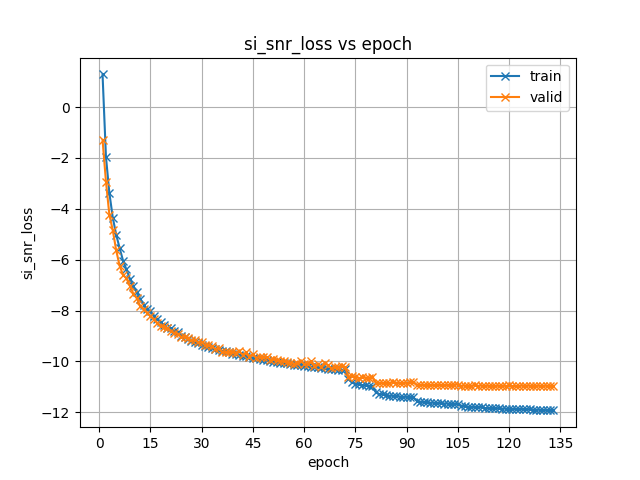 si_snr_loss vs epoch
train
valid
si_snr_loss
0
−2
−4
−6
−8
−10
−12
0 15 30 45 60 75 90 105 120 135
epoch